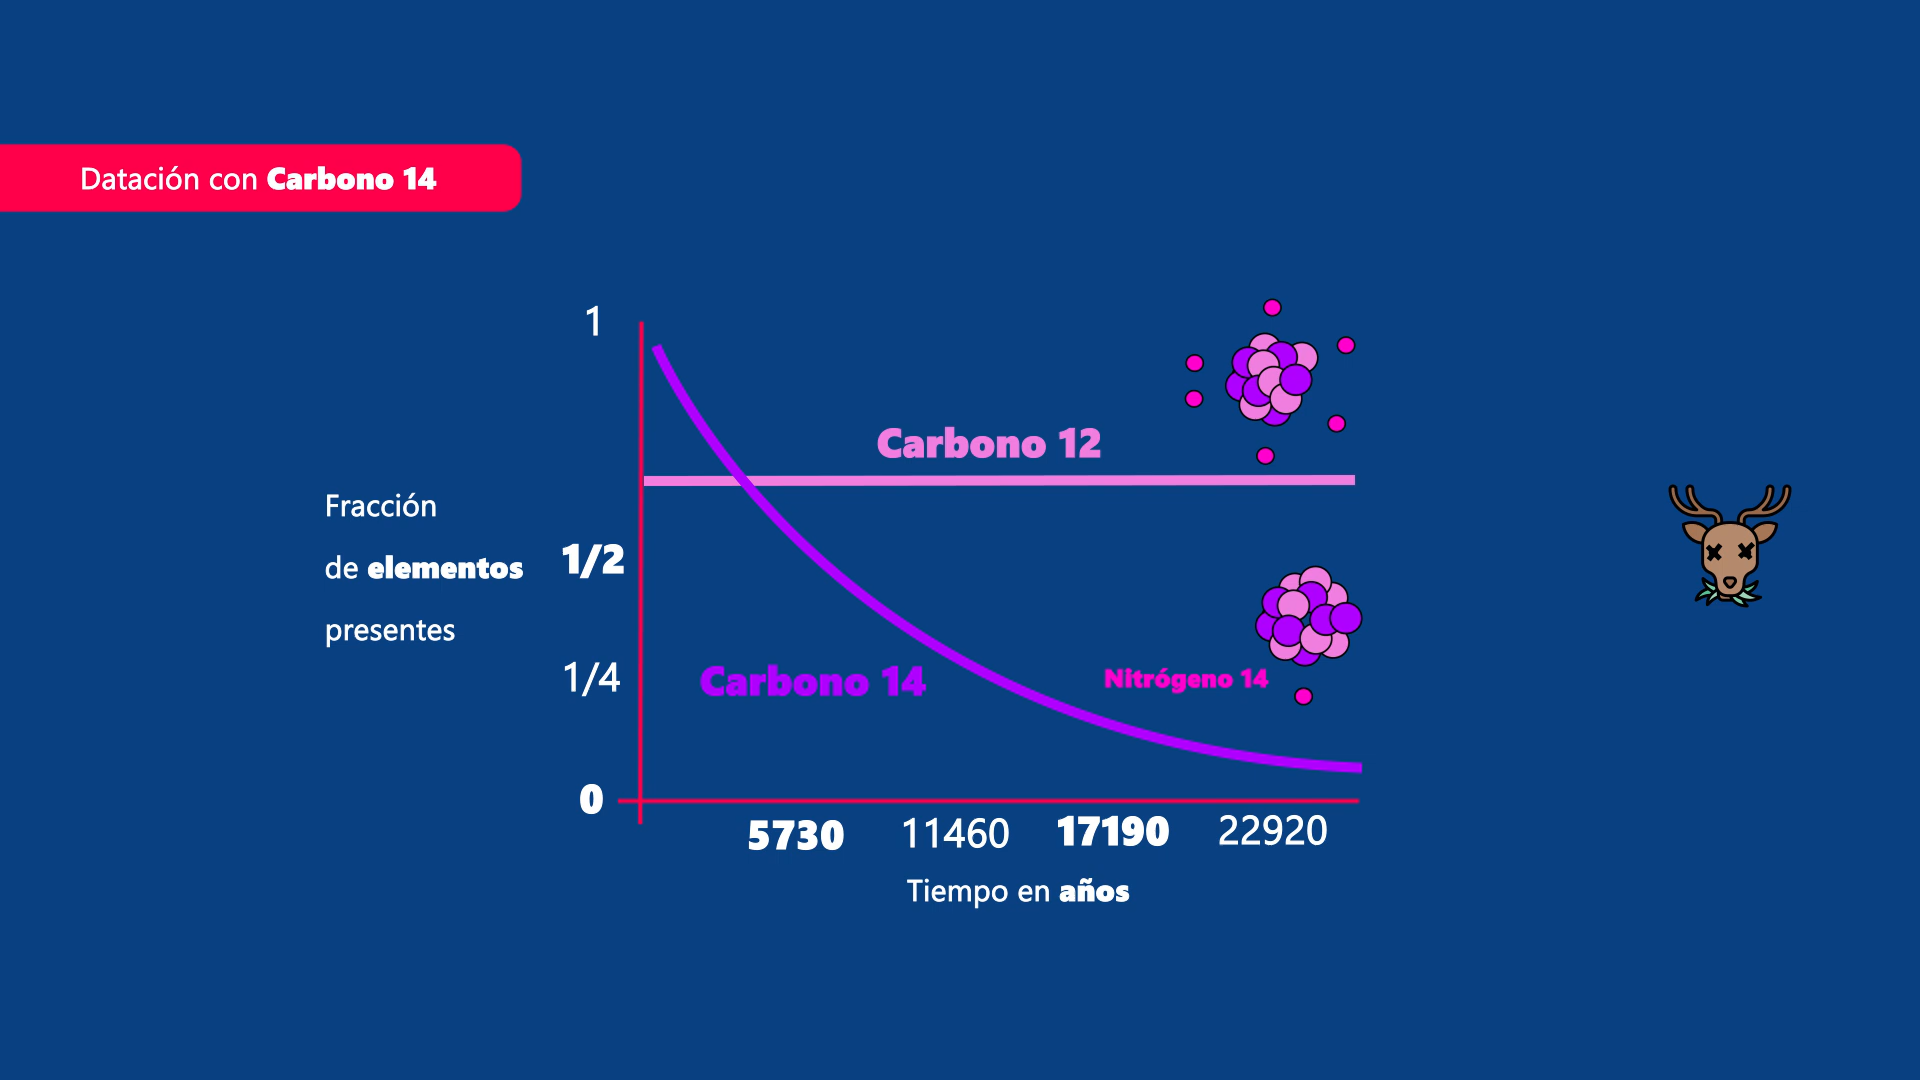 Datación con Carbono 14
1
Carbono 12
Fracción
de elementos
presentes
1/2
1/4
Carbono 14
Nitrógeno 14
0
5730 11460 17190 22920
Tiempo en años